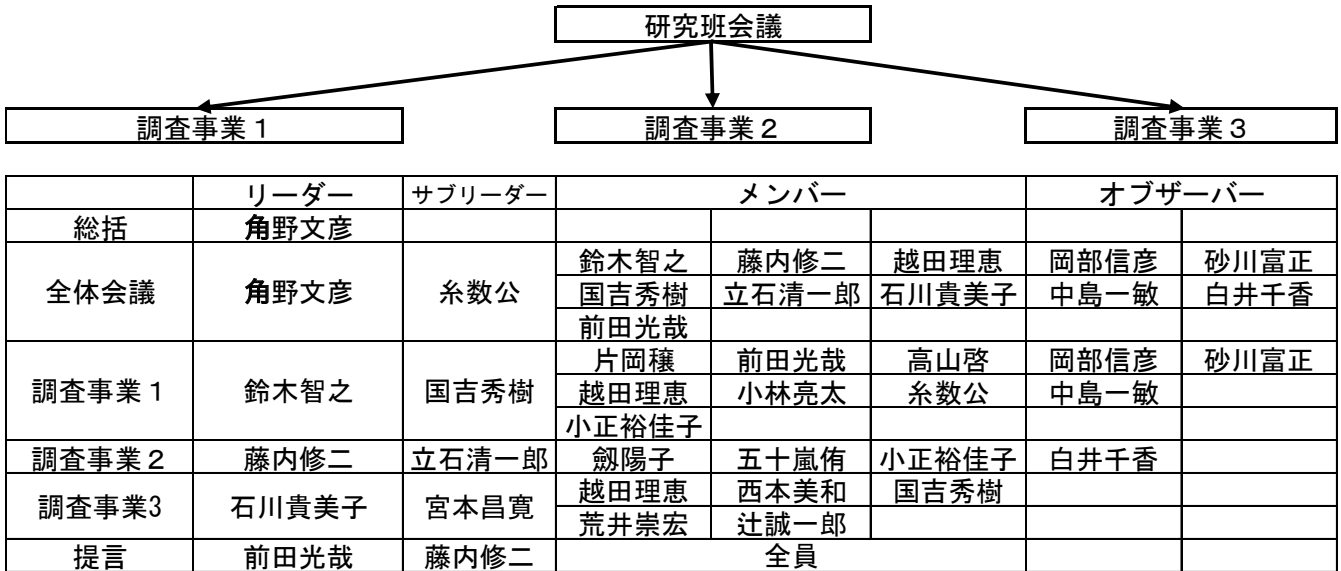 研究班会議
調査事業１ 調査事業２ 調査事業３
リーダー サブリーダー メンバー オブザーバー
総括 角野文彦
全体会議 角野文彦 糸数公 鈴木智之 藤内修二 越田理恵 岡部信彦 砂川富正
国吉秀樹 立石清一郎 石川貴美子 中島一敏 白井千香
前田光哉
調査事業１ 鈴木智之 国吉秀樹 片岡穣 前田光哉 高山啓 岡部信彦 砂川富正
越田理恵 小林亮太 糸数公 中島一敏
小正裕佳子
調査事業２ 藤内修二 立石清一郎 劔陽子 五十嵐侑 小正裕佳子 白井千香
調査事業3 石川貴美子 宮本昌寛 越田理恵 西本美和 国吉秀樹
荒井崇宏 辻誠一郎
提言 前田光哉 藤内修二 全員